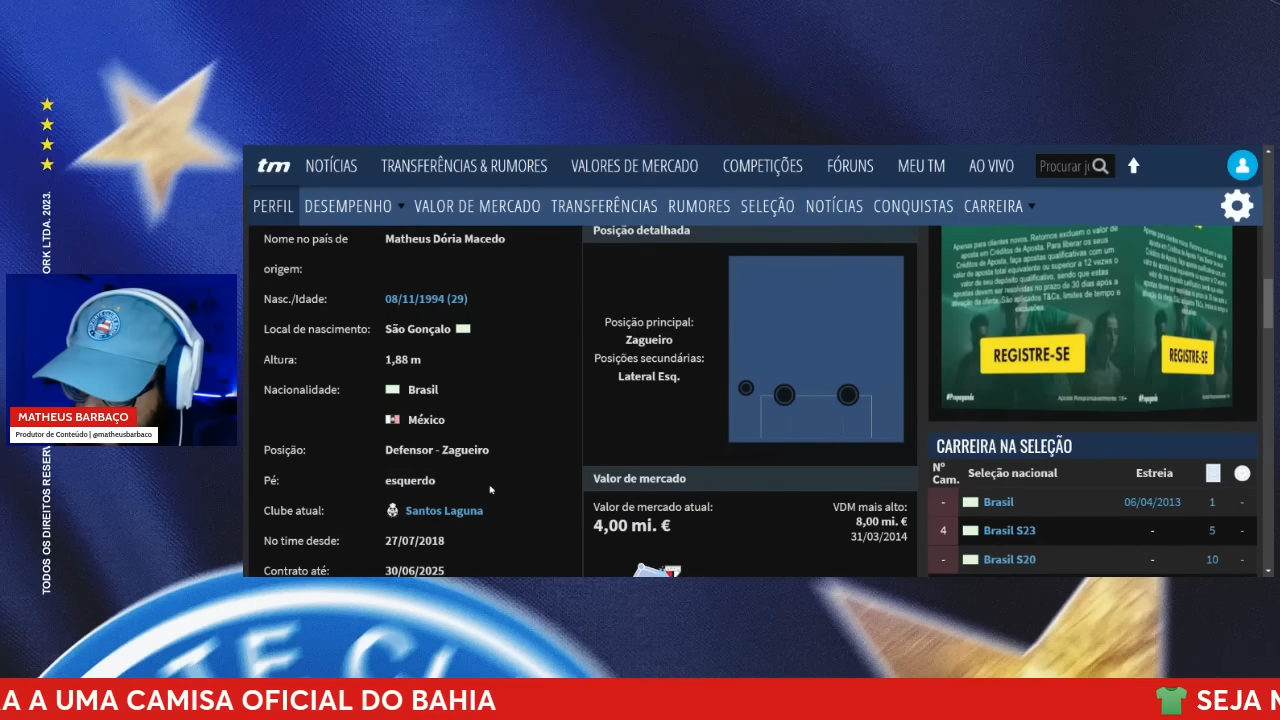 TODOS OS DIREITOS RESERV
ORK LTDA. 2023.
tm NOTÍCIAS TRANSFERÊNCIAS & RUMORES VALORES DE MERCADO COMPETIÇÕES FÓRUNS MEU TM AO VIVO Procurar j
PERFIL DESEMPENHO VALOR DE MERCADO TRANSFERÊNCIAS RUMORES SELEÇÃO NOTÍCIAS CONQUISTAS CARREIRA
Nome no país de origem: Matheus Dória Macedo
Nasc./Idade: 08/11/1994 (29)
Local de nascimento: São Gonçalo
Altura: 1,88 m
Nacionalidade: Brasil
México
Posição: Defensor - Zagueiro
Pé: esquerdo
Clube atual: Santos Laguna
No time desde: 27/07/2018
Contrato até: 30/06/2025
Posição detalhada
Posição principal:
Zagueiro
Posições secundárias:
Lateral Esq.
Valor de mercado
Valor de mercado atual:
4,00 mi. €
VDM mais alto:
8,00 mi. €
31/03/2014
REGISTRE-SE
REGISTRE-SE
CARREIRA NA SELEÇÃO
Nº Cam. Seleção nacional Estreia
- Brasil 06/04/2013 1 -
4 Brasil S23 - 5 -
- Brasil S20 - 10 -
MATHEUS BARBAÇO
Produtor de Conteúdo | @matheusbarbaco
TE CL
A A UMA CAMISA OFICIAL DO BAHIA
SEJA M